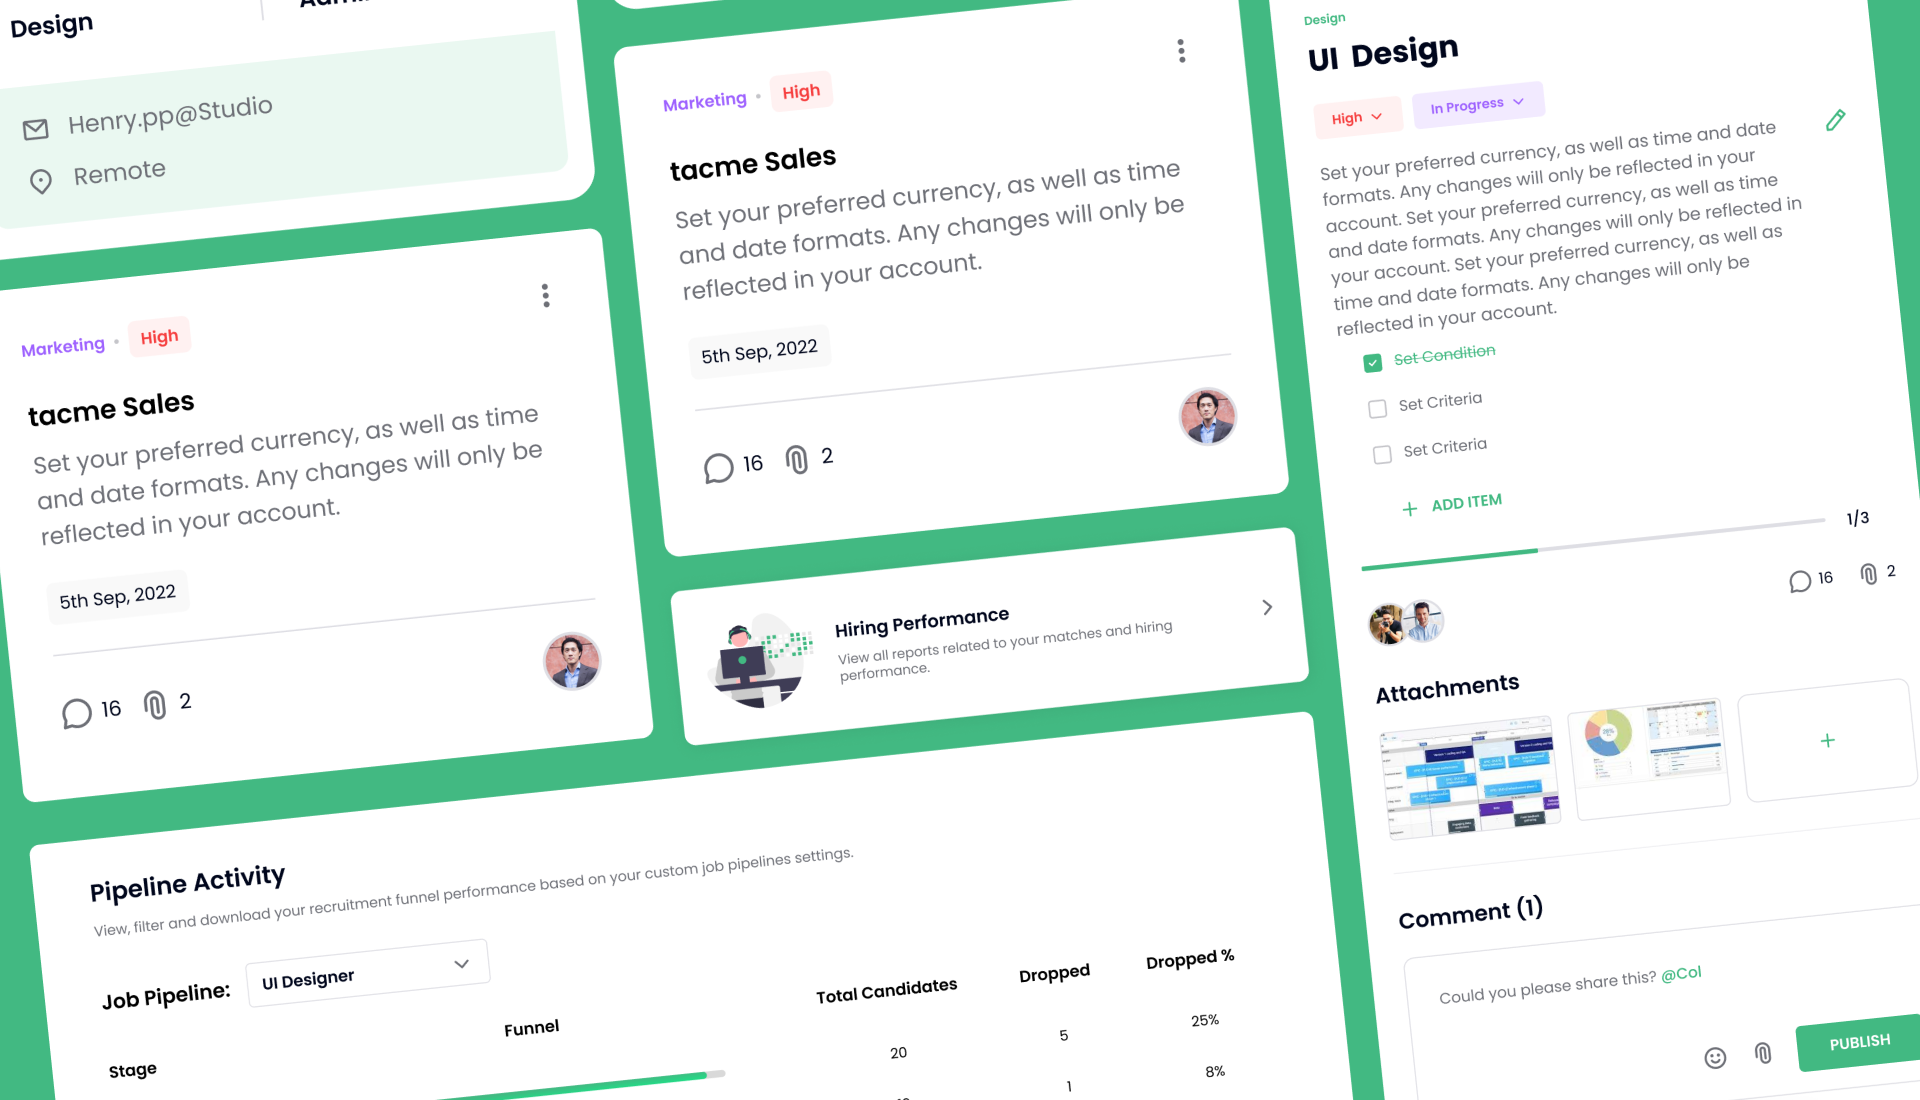 Design
Henry.pp@Studio
Remote
Marketing • High
tacme Sales
Set your preferred currency, as well as time
and date formats. Any changes will only be
reflected in your account.
5th Sep, 2022
16 2
Marketing • High
tacme Sales
Set your preferred currency, as well as time
and date formats. Any changes will only be
reflected in your account.
5th Sep, 2022
16 2
Hiring Performance
View all reports related to your matches and hiring
performance.
Pipeline Activity
View, filter and download your recruitment funnel performance based on your custom job pipelines settings.
Job Pipeline: UI Designer
Stage Funnel Total Candidates Dropped Dropped %
20 5 25%
1 8%
Design
UI Design
High In Progress
Set your preferred currency, as well as time and date
formats. Any changes will only be reflected in your
account. Set your preferred currency, as well as time
and date formats. Any changes will only be reflected in
your account. Set your preferred currency, as well as
time and date formats. Any changes will only be
reflected in your account.
Set Condition
Set Criteria
Set Criteria
+ ADD ITEM
1/3
16 2
Attachments
+
Comment (1)
Could you please share this? @Col
PUBLISH